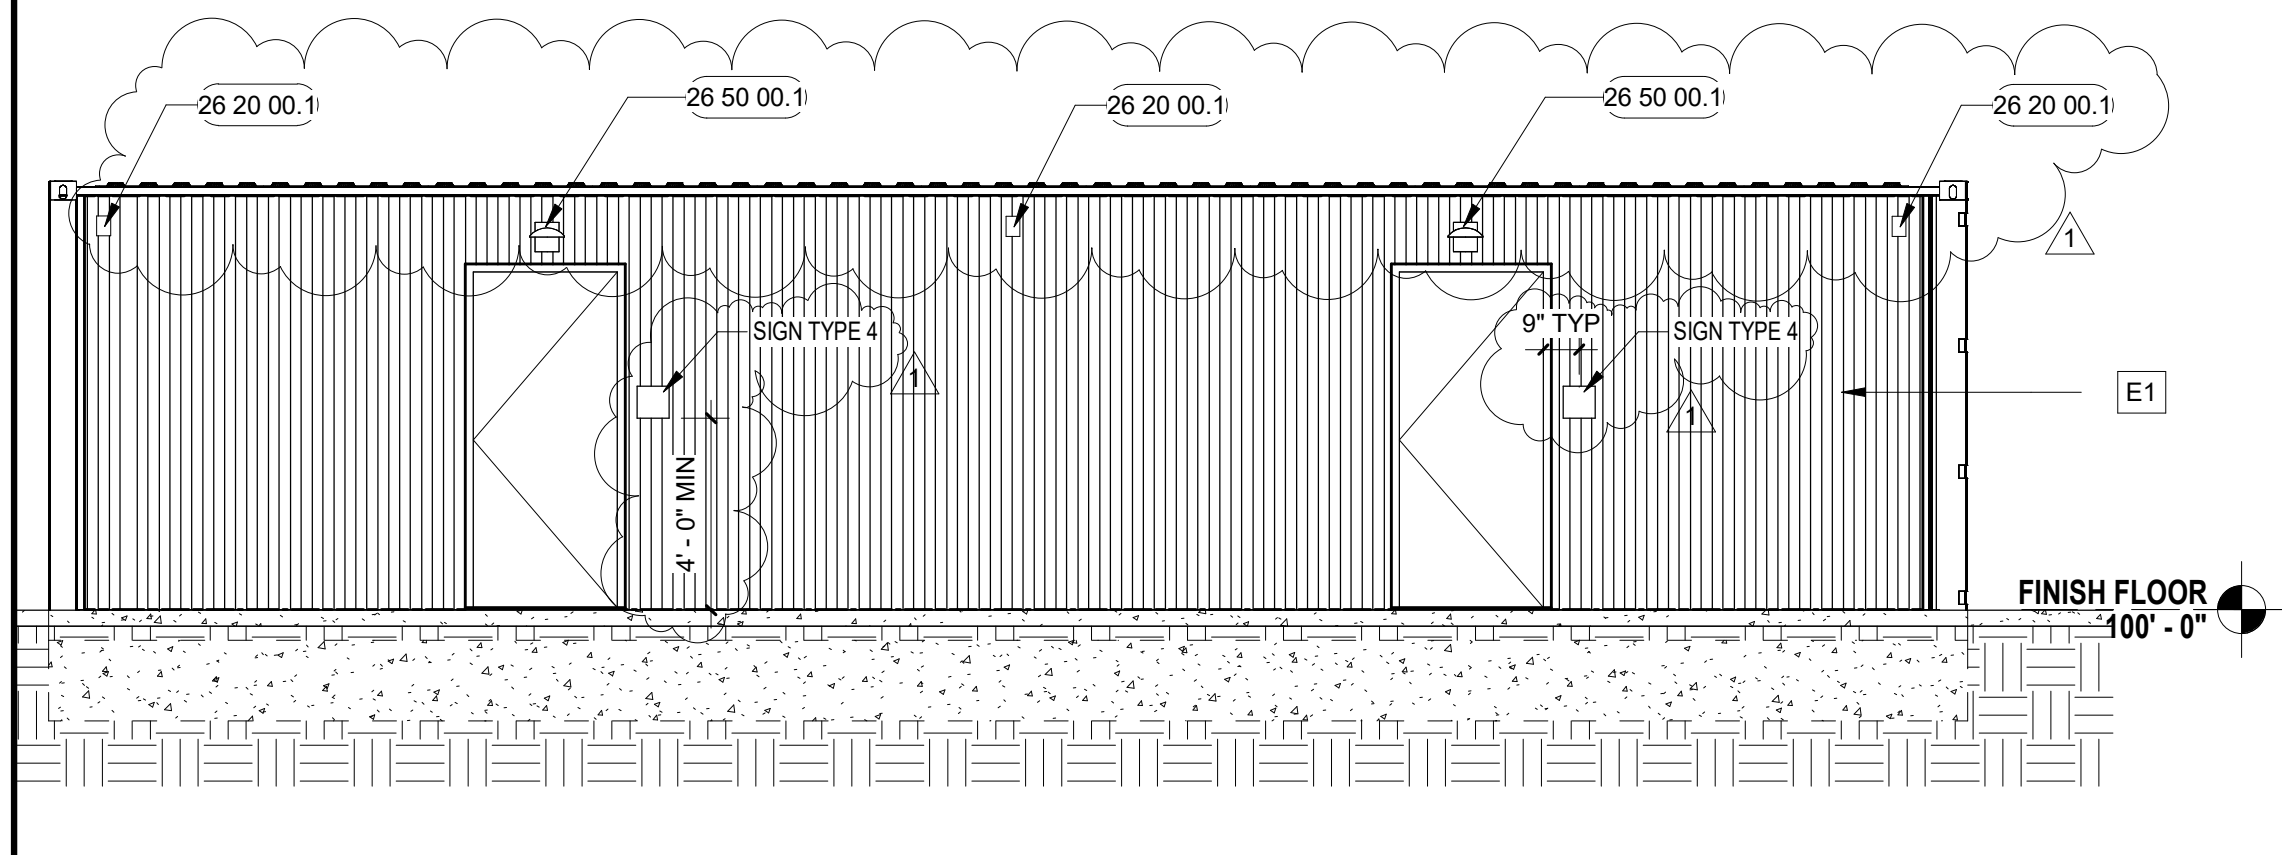 26 20 00.1
26 50 00.1
26 20 00.1
26 50 00.1
26 20 00.1
1
SIGN TYPE 4
1
9" TYP
SIGN TYPE 4
1
E1
4' - 0" MIN
FINISH FLOOR
100' - 0"